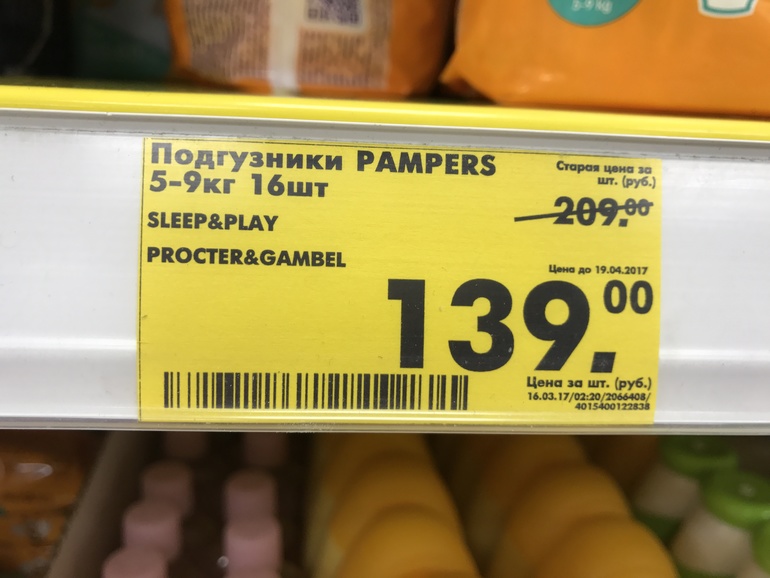 Подгузники PAMPERS
5-9кг 16шт
SLEEP&PLAY
PROCTER&GAMBEL
Старая цена за
шт. (руб.)
209.00
Цена до 19.04.2017
139.00
Цена за шт. (руб.)
16.03.17/02:20/2066408/
4015400122838